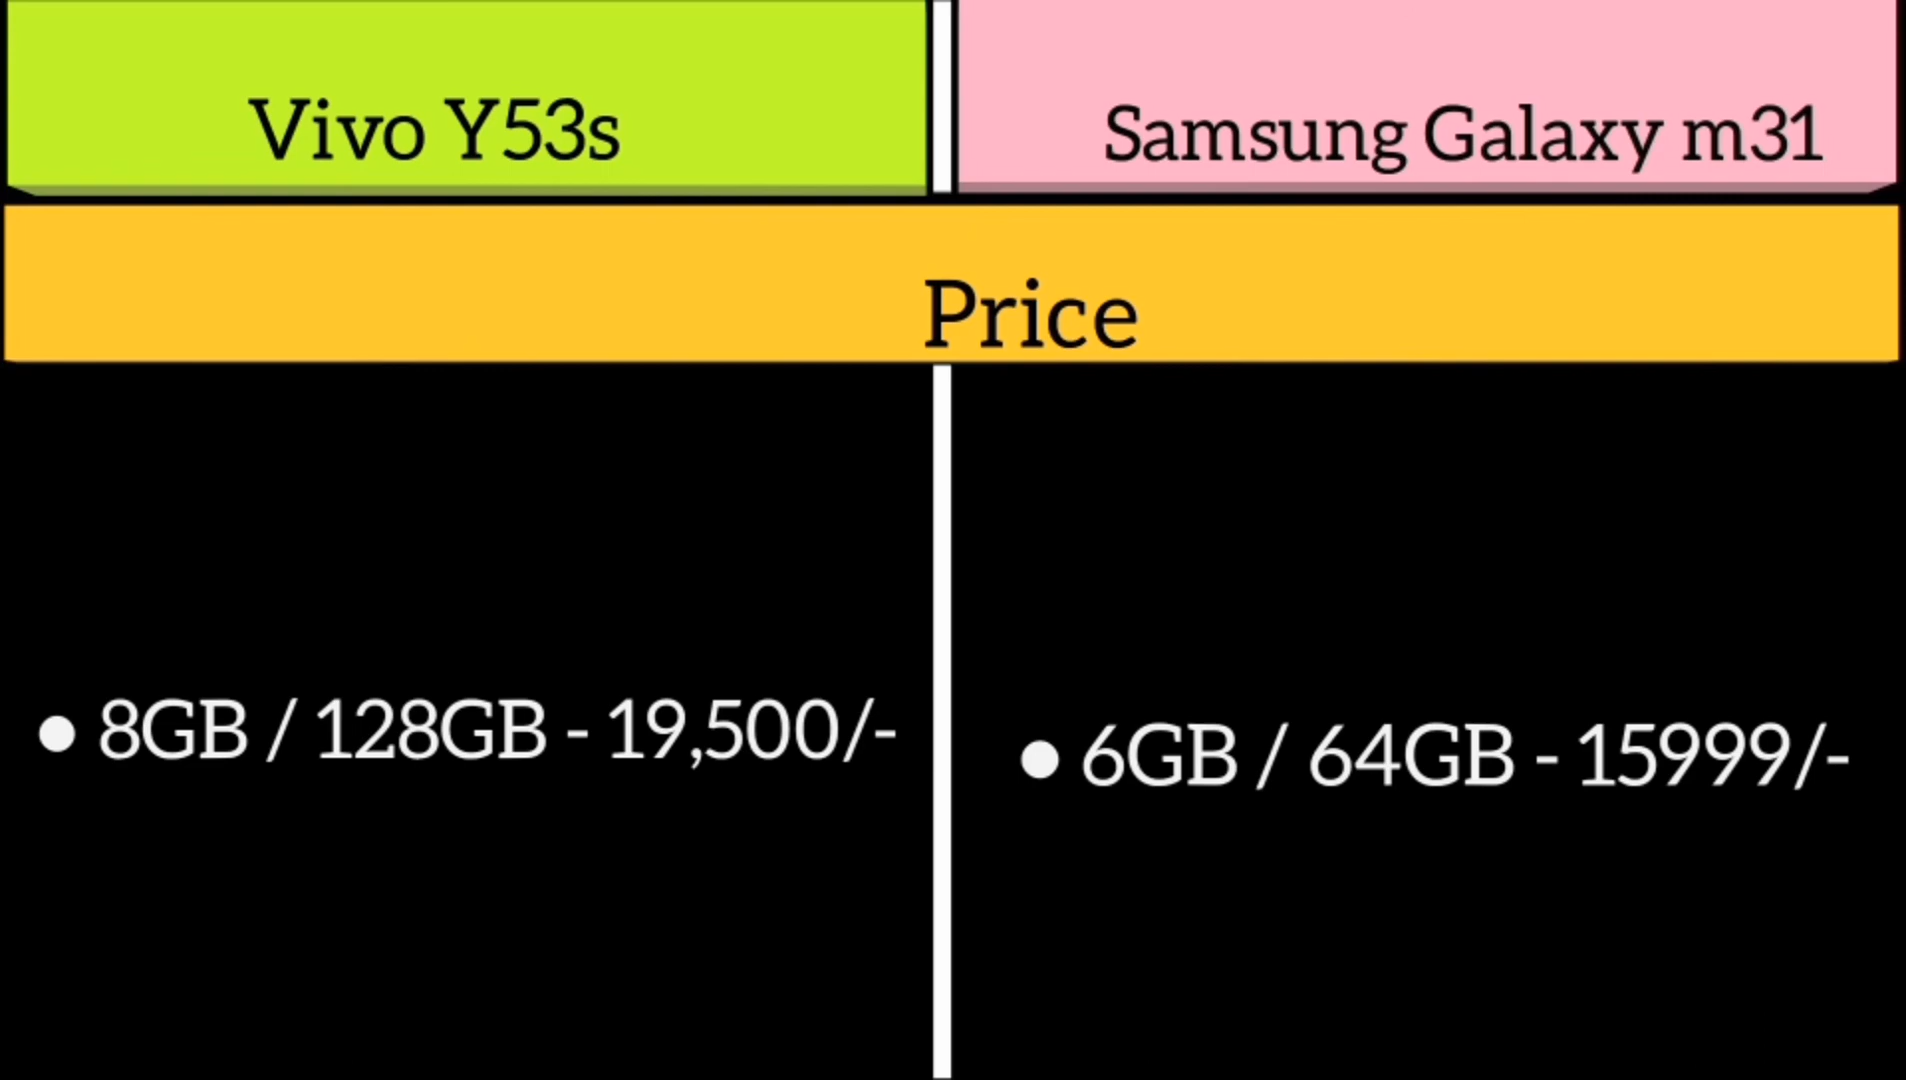 Vivo Y53s
Samsung Galaxy m31
Price
● 8GB / 128GB - 19,500/-
● 6GB / 64GB - 15999/-